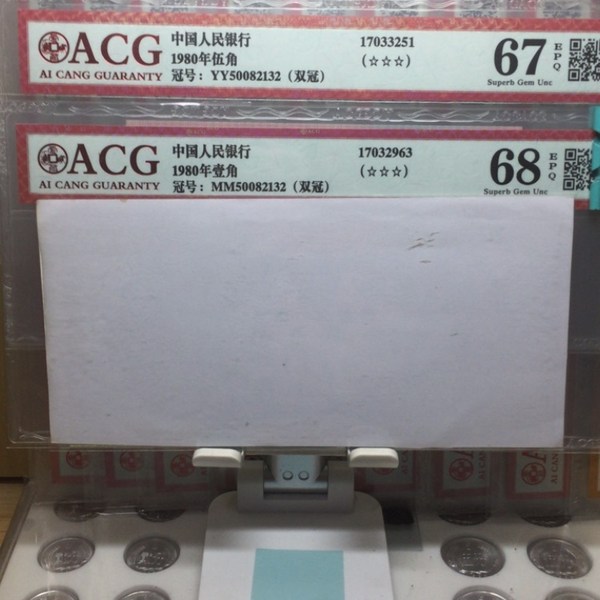 ACG
AI CANG GUARANTY
中国人民银行
1980年伍角
冠号：YY50082132（双冠）
17033251
（☆☆☆）
67
EPQ
Superb Gem Unc
ACG
AI CANG GUARANTY
中国人民银行
1980年壹角
冠号：MM50082132（双冠）
17032963
（☆☆☆）
68
EPQ
Superb Gem Unc